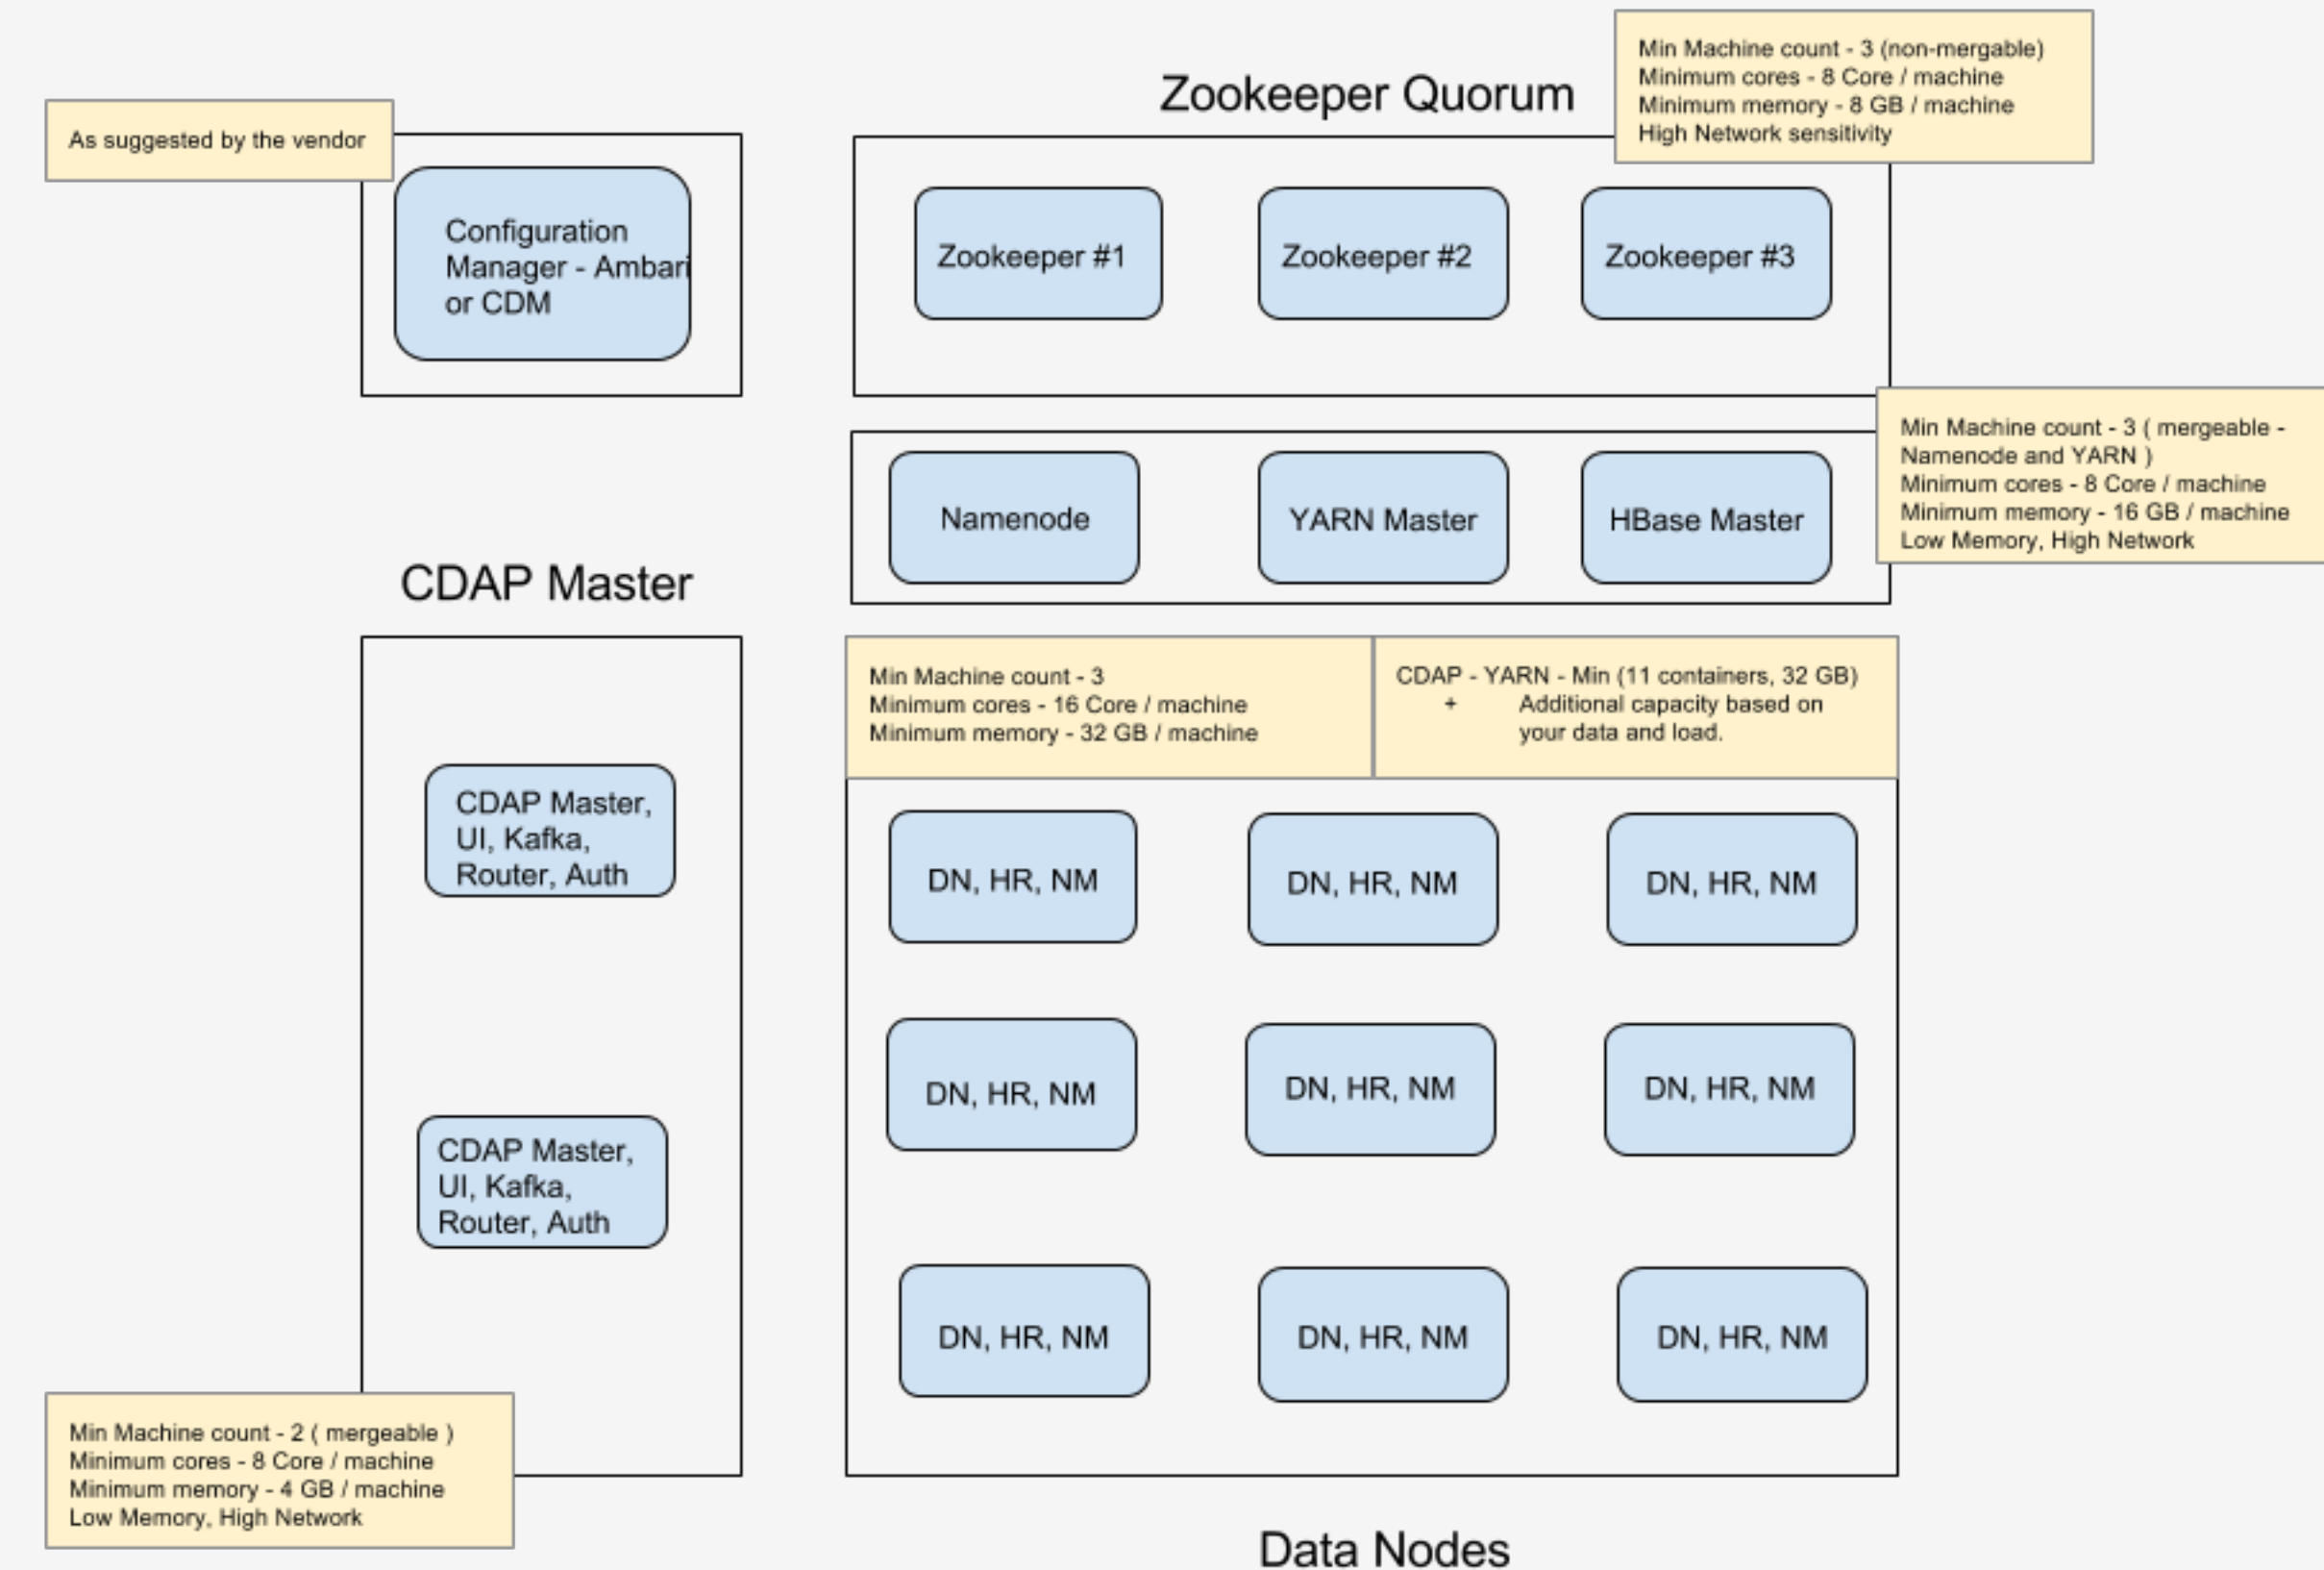 Min Machine count - 3 (non-mergable)
Minimum cores - 8 Core / machine
Minimum memory - 8 GB / machine
High Network sensitivity
Zookeeper Quorum
As suggested by the vendor
Configuration
Manager - Ambari
or CDM
Zookeeper #1
Zookeeper #2
Zookeeper #3
Min Machine count - 3 ( mergeable -
Namenode and YARN )
Minimum cores - 8 Core / machine
Minimum memory - 16 GB / machine
Low Memory, High Network
Namenode
YARN Master
HBase Master
CDAP Master
Min Machine count - 3
Minimum cores - 16 Core / machine
Minimum memory - 32 GB / machine
CDAP - YARN - Min (11 containers, 32 GB)
+ Additional capacity based on
your data and load.
CDAP Master,
UI, Kafka,
Router, Auth
DN, HR, NM
DN, HR, NM
DN, HR, NM
CDAP Master,
UI, Kafka,
Router, Auth
DN, HR, NM
DN, HR, NM
DN, HR, NM
DN, HR, NM
DN, HR, NM
DN, HR, NM
Min Machine count - 2 ( mergeable )
Minimum cores - 8 Core / machine
Minimum memory - 4 GB / machine
Low Memory, High Network
Data Nodes